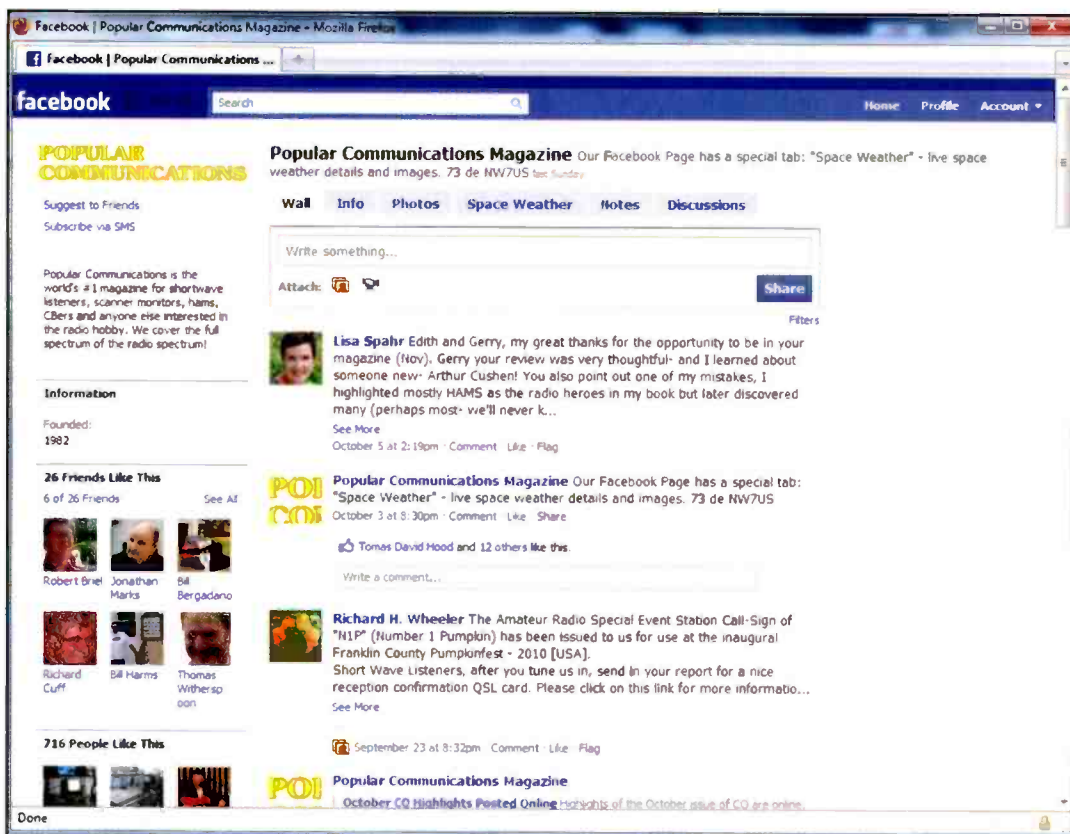 Facebook | Popular Communications Magazine - Mozilla Firefox
Facebook | Popular Communications ...
facebook
Search
Home Profile Account
POPULAR
COMMUNICATIONS
Suggest to Friends
Subscribe via SMS
Popular Communications is the
world's #1 magazine for shortwave
listeners, scanner monitors, hams,
CBers and anyone else interested in
the radio hobby. We cover the full
spectrum of the radio spectrum!
Information
Founded:
1982
26 Friends Like This
6 of 26 Friends See All
Robert Briel
Jonathan
Marks
Bill
Bergadano
Richard
Cuff
Bill Harms
Thomas
Withersp
oon
716 People Like This
Popular Communications Magazine Our Facebook Page has a special tab: "Space Weather" - live space
weather details and images. 73 de NW7US last Sunday
Wall Info Photos Space Weather Notes Discussions
Write something...
Attach:
Share
Filters
Lisa Spahr Edith and Gerry, my great thanks for the opportunity to be in your
magazine (Nov). Gerry your review was very thoughtful- and I learned about
someone new- Arthur Cushen! You also point out one of my mistakes, I
highlighted mostly HAMS as the radio heroes in my book but later discovered
many (perhaps most- we'll never k...
See More
October 5 at 2:19pm · Comment · Like · Flag
POI
COI
Popular Communications Magazine Our Facebook Page has a special tab:
"Space Weather" - live space weather details and images. 73 de NW7US
October 3 at 8:30pm · Comment · Like · Share
Tomas David Hood and 12 others like this.
Write a comment...
Richard H. Wheeler The Amateur Radio Special Event Station Call-Sign of
"N1P" (Number 1 Pumpkin) has been issued to us for use at the inaugural
Franklin County Pumpkinfest - 2010 [USA].
Short Wave Listeners, after you tune us in, send in your report for a nice
reception confirmation QSL card. Please click on this link for more informatio...
See More
September 23 at 8:32pm · Comment · Like · Flag
POI
Popular Communications Magazine
October CQ Highlights Posted Online Highlights of the October issue of CQ are online.
Done